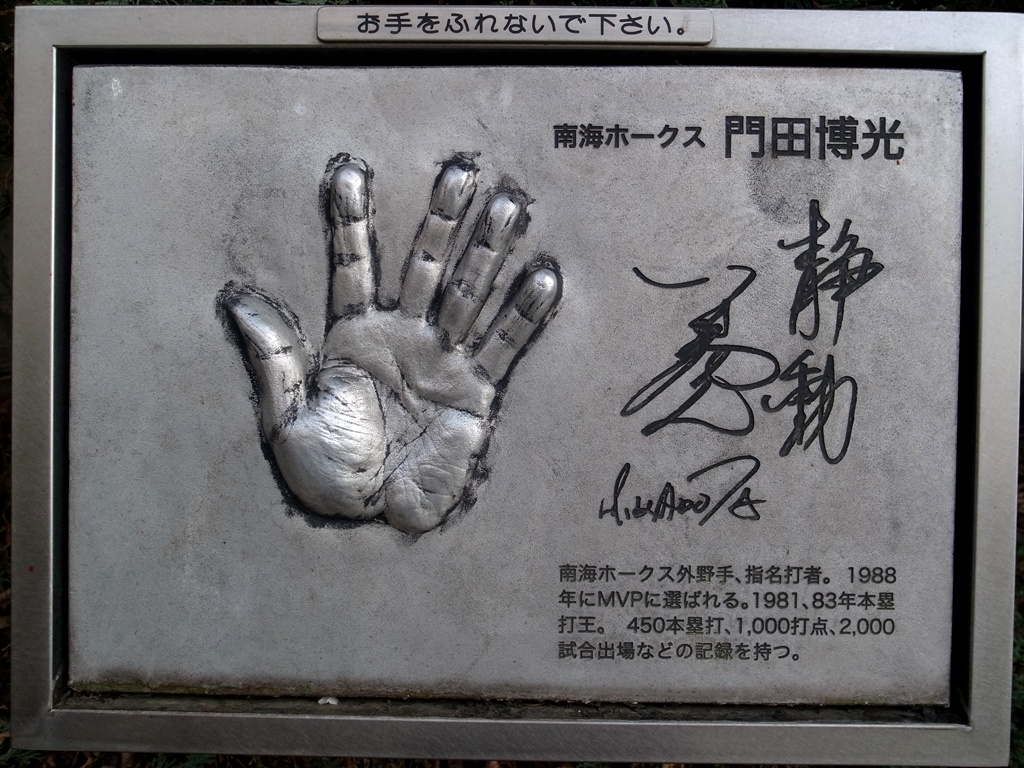 お手をふれないで下さい。
南海ホークス 門田博光
静動
南海ホークス外野手、指名打者。 1988
年にMVPに選ばれる。1981、83年本塁
打王。 450本塁打、1,000打点、2,000
試合出場などの記録を持つ。